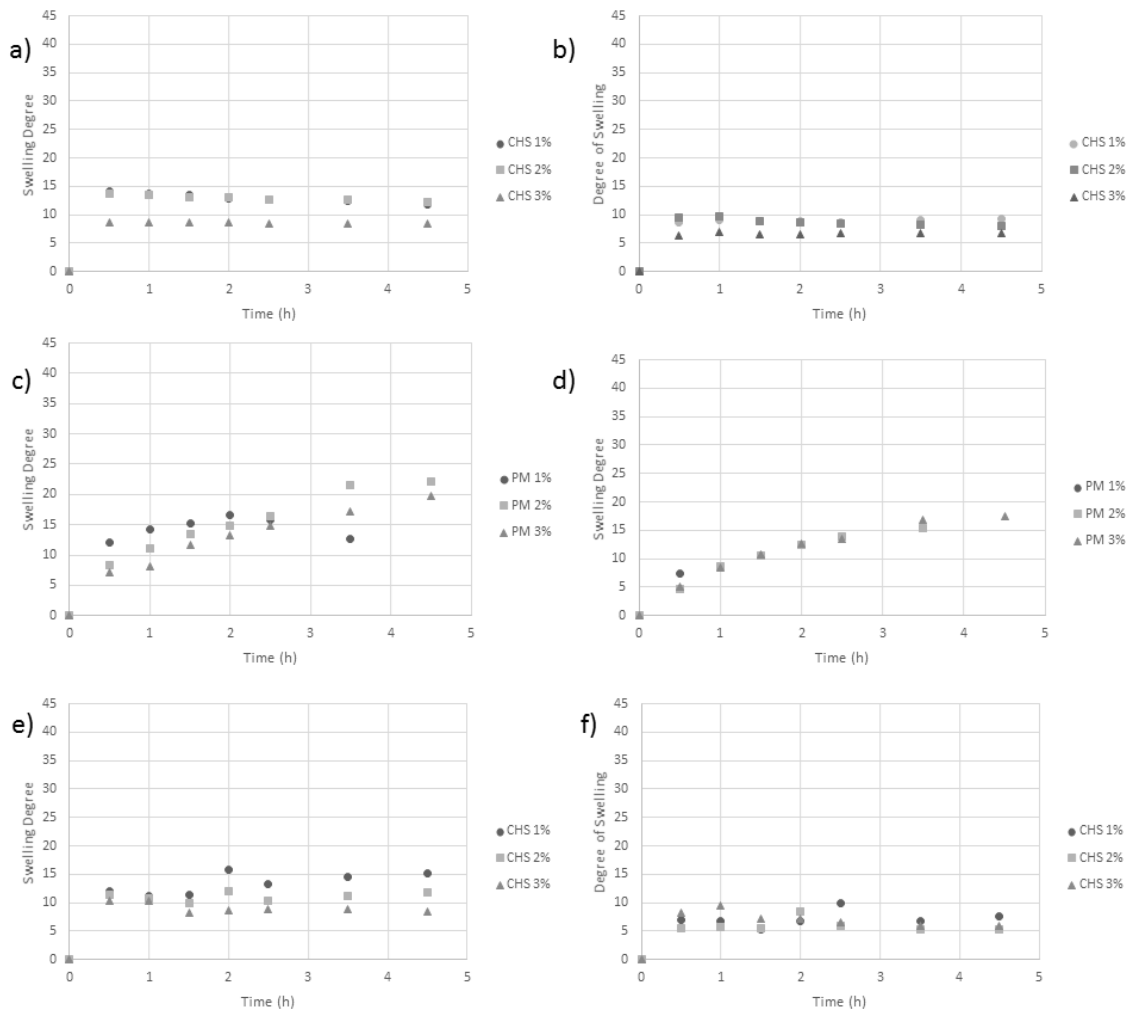 a)
Swelling Degree
45
40
35
30
25
20
15
10
5
0
0 1 2 3 4 5
Time (h)
CHS 1%
CHS 2%
CHS 3%
b)
Degree of Swelling
45
40
35
30
25
20
15
10
5
0
0 1 2 3 4 5
Time (h)
CHS 1%
CHS 2%
CHS 3%
c)
Swelling Degree
45
40
35
30
25
20
15
10
5
0
0 1 2 3 4 5
Time (h)
PM 1%
PM 2%
PM 3%
d)
Swelling Degree
45
40
35
30
25
20
15
10
5
0
0 1 2 3 4 5
Time (h)
PM 1%
PM 2%
PM 3%
e)
Swelling Degree
45
40
35
30
25
20
15
10
5
0
0 1 2 3 4 5
Time (h)
CHS 1%
CHS 2%
CHS 3%
f)
Degree of Swelling
45
40
35
30
25
20
15
10
5
0
0 1 2 3 4 5
Time (h)
CHS 1%
CHS 2%
CHS 3%